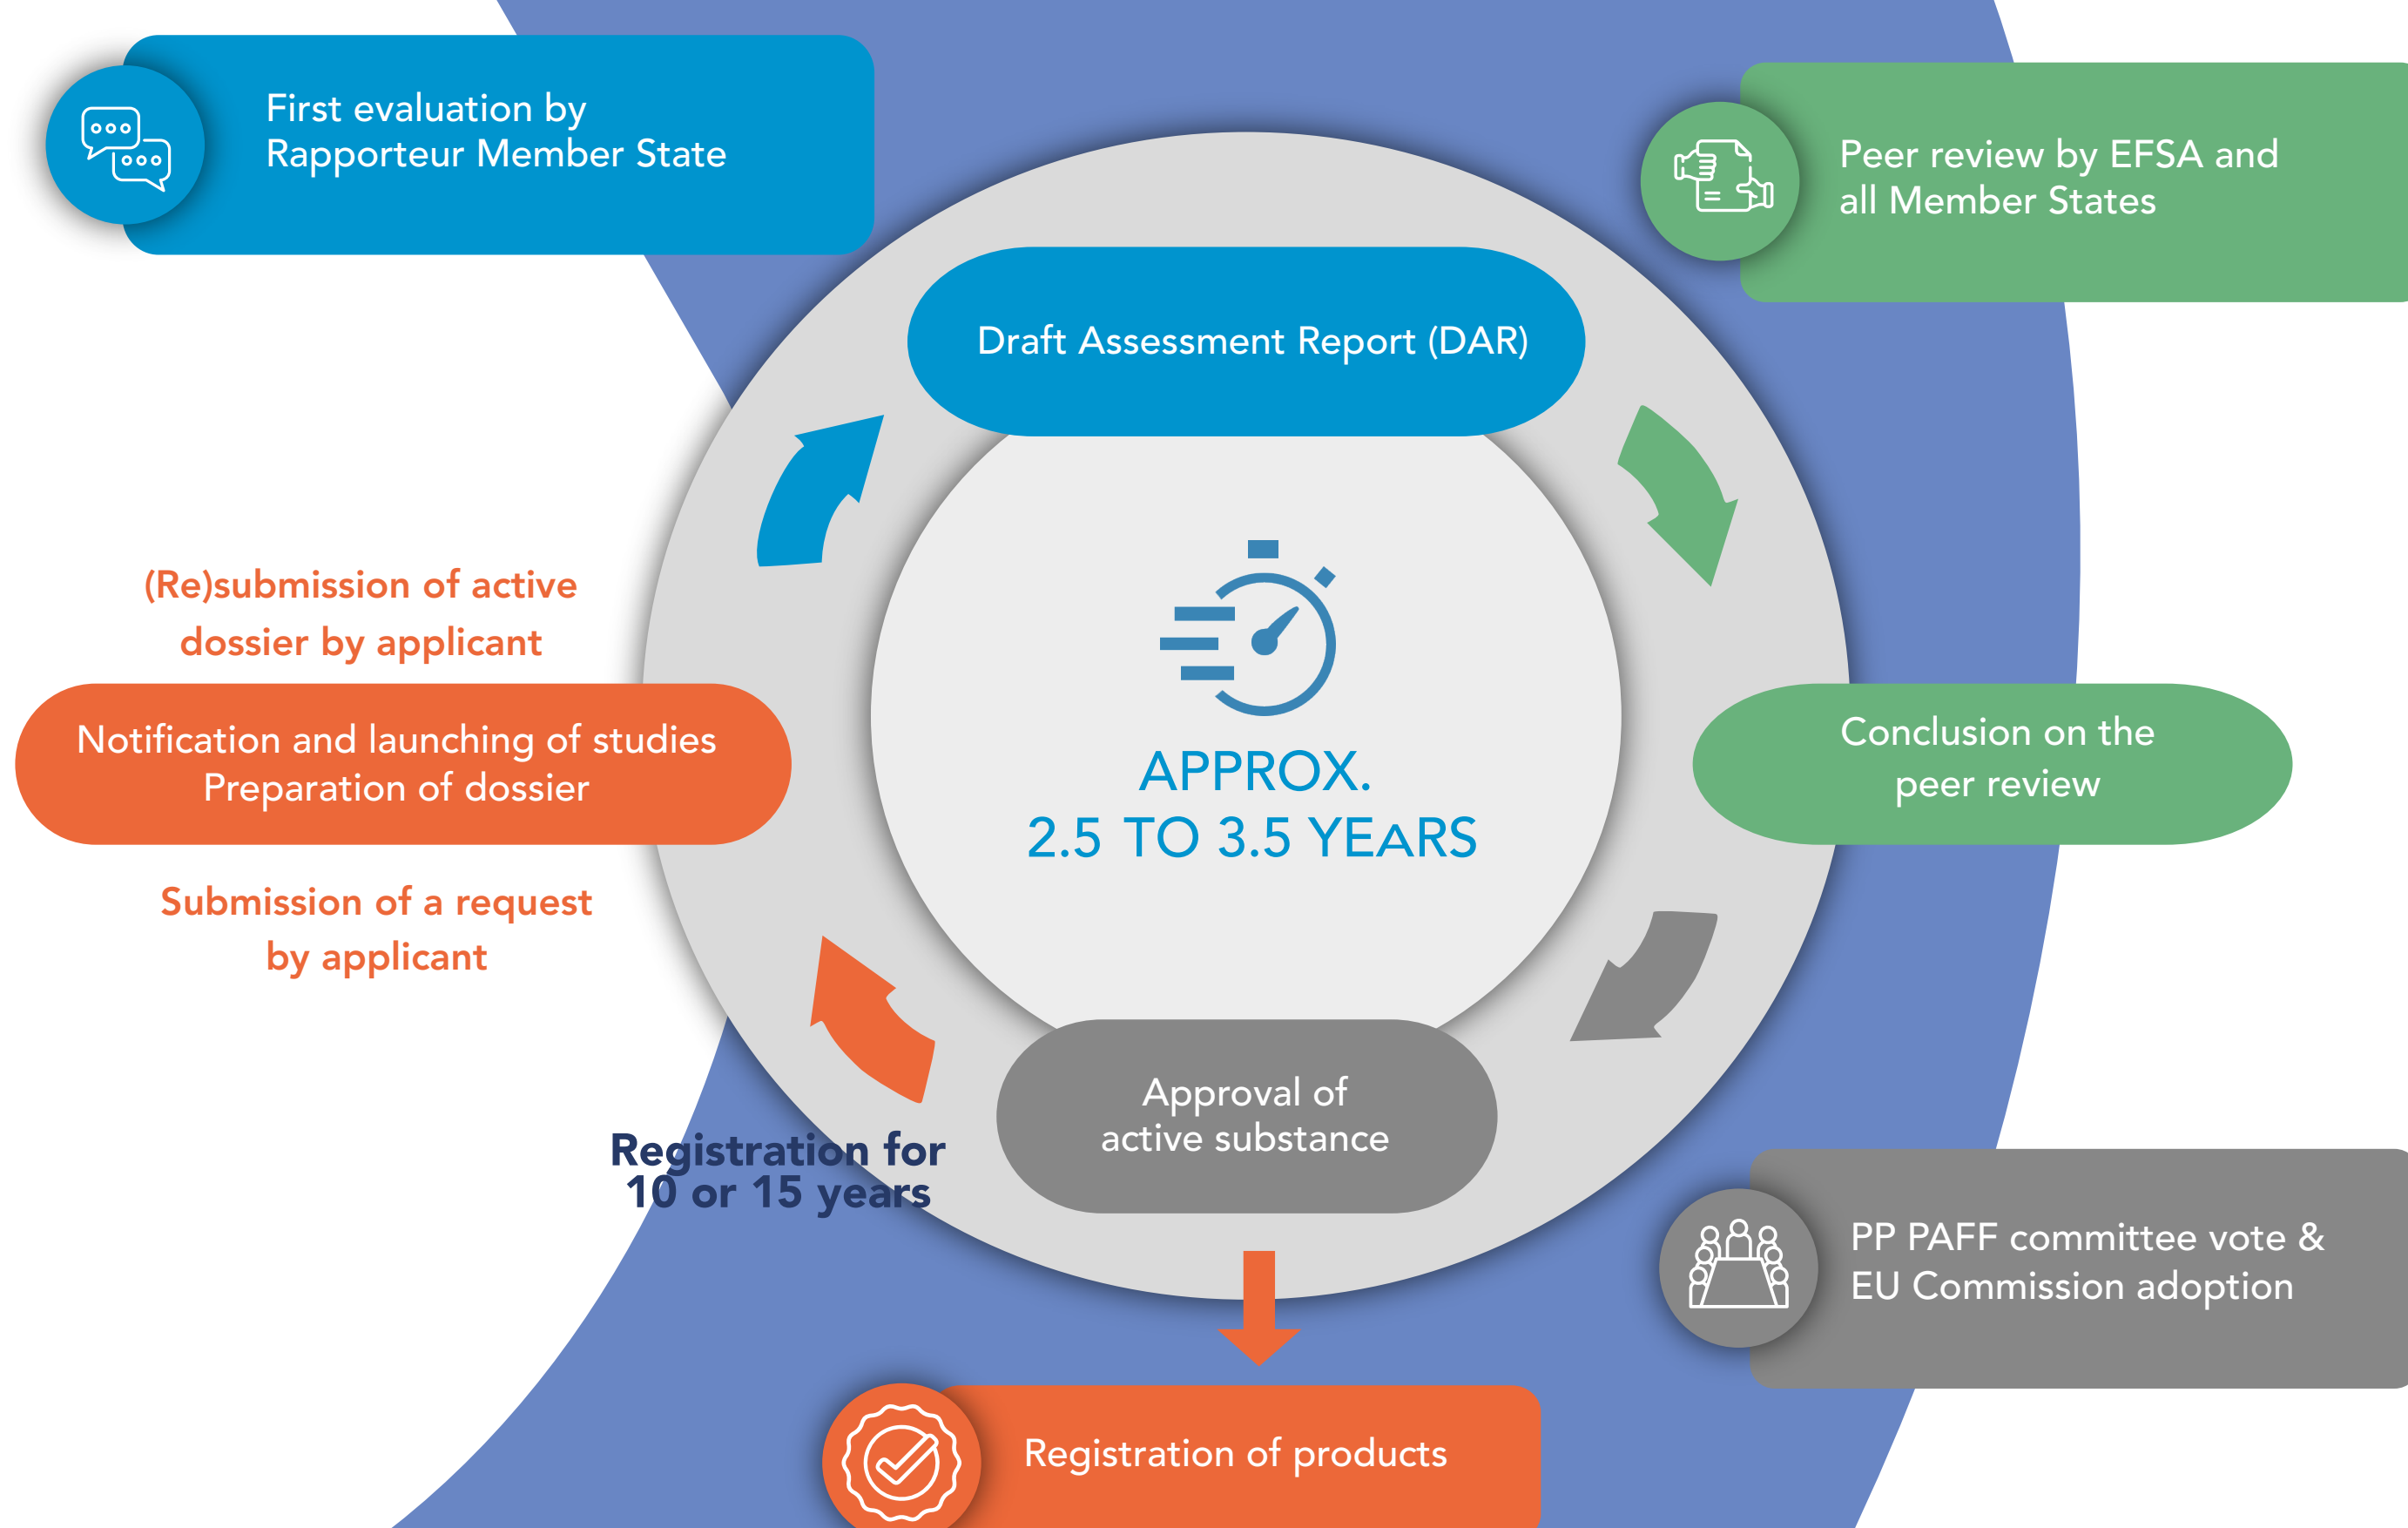 First evaluation by
Rapporteur Member State
Peer review by EFSA and
all Member States
Draft Assessment Report (DAR)
(Re)submission of active
dossier by applicant
Notification and launching of studies
Preparation of dossier
Submission of a request
by applicant
APPROX.
2.5 TO 3.5 YEARS
Conclusion on the
peer review
Approval of
active substance
Registration for
10 or 15 years
PP PAFF committee vote &
EU Commission adoption
Registration of products